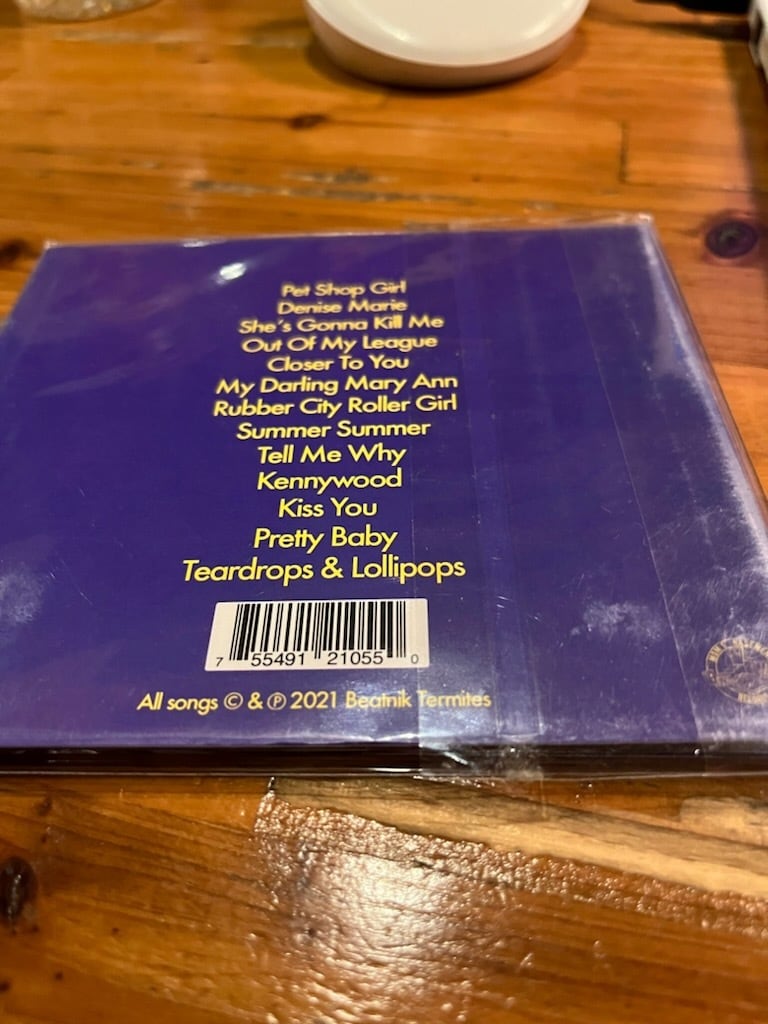 Pet Shop Girl
Denise Marie
She's Gonna Kill Me
Out Of My League
Closer To You
My Darling Mary Ann
Rubber City Roller Girl
Summer Summer
Tell Me Why
Kennywood
Kiss You
Pretty Baby
Teardrops & Lollipops
7 55491 21055 0
All songs © & ℗ 2021 Beatnik Termites